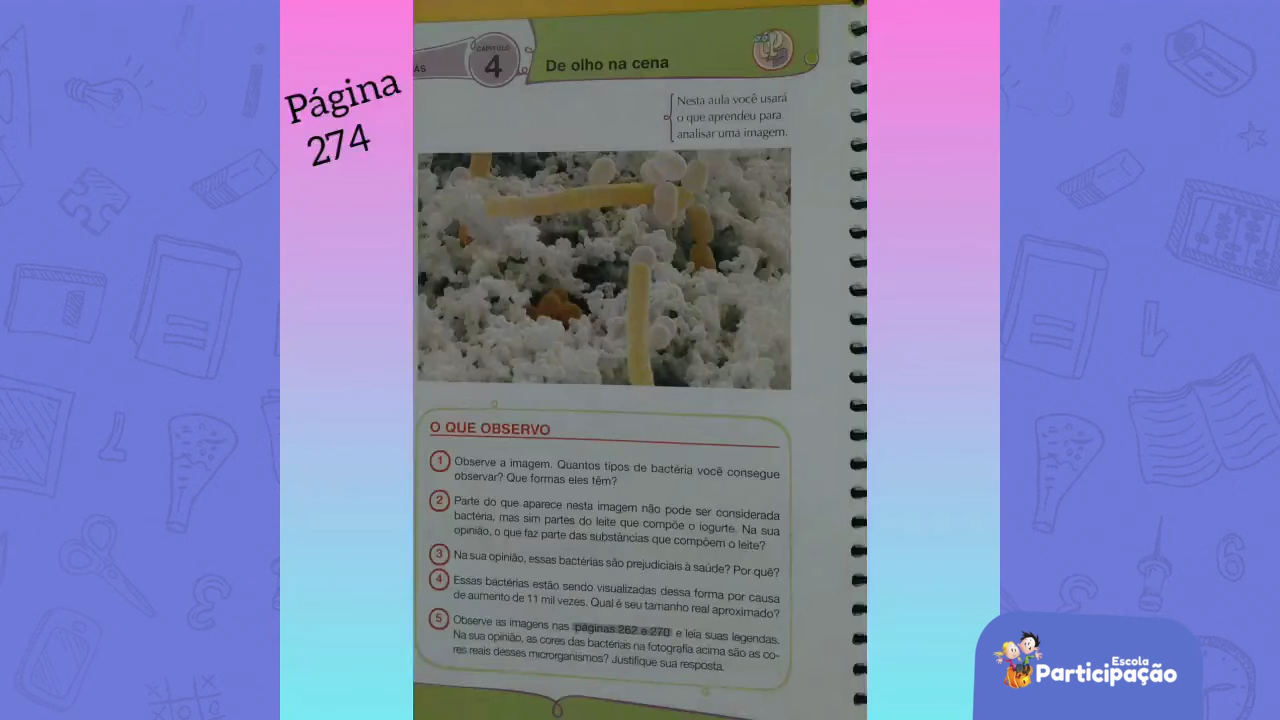 Página
274
ÁS
CAPÍTULO
4
De olho na cena
Nesta aula você usará
o que aprendeu para
analisar uma imagem.
O QUE OBSERVO
1 Observe a imagem. Quantos tipos de bactéria você consegue
observar? Que formas eles têm?
2 Parte do que aparece nesta imagem não pode ser considerada
bactéria, mas sim partes do leite que compõe o iogurte. Na sua
opinião, o que faz parte das substâncias que compõem o leite?
3 Na sua opinião, essas bactérias são prejudiciais à saúde? Por quê?
4 Essas bactérias estão sendo visualizadas dessa forma por causa
de aumento de 11 mil vezes. Qual é seu tamanho real aproximado?
5 Observe as imagens nas páginas 262 e 270 e leia suas legendas.
Na sua opinião, as cores das bactérias na fotografia acima são as co-
res reais desses microrganismos? Justifique sua resposta.
Escola
Participação